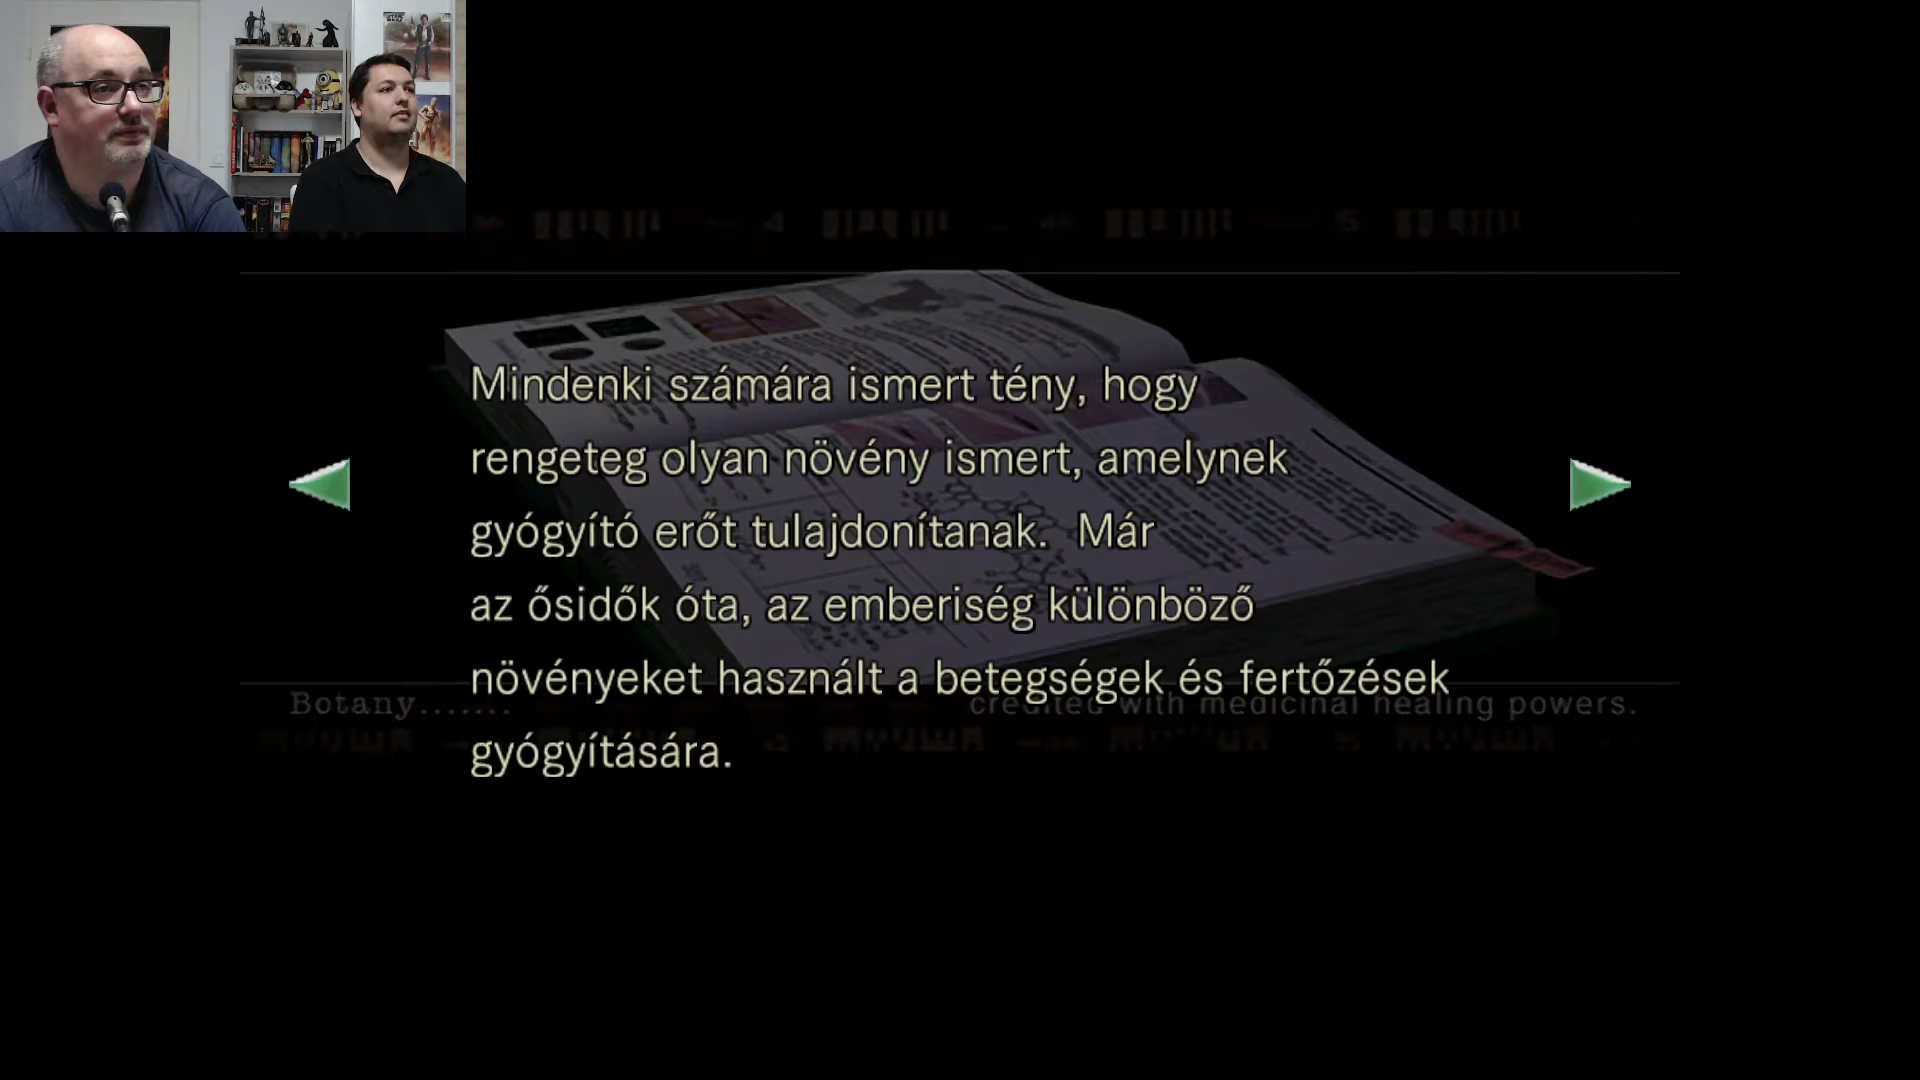 Mindenki számára ismert tény, hogy
rengeteg olyan növény ismert, amelynek
gyógyító erőt tulajdonítanak. Már
az ősidők óta, az emberiség különböző
növényeket használt a betegségek és fertőzések
gyógyítására.
Botany.......
credited with medicinal healing powers.